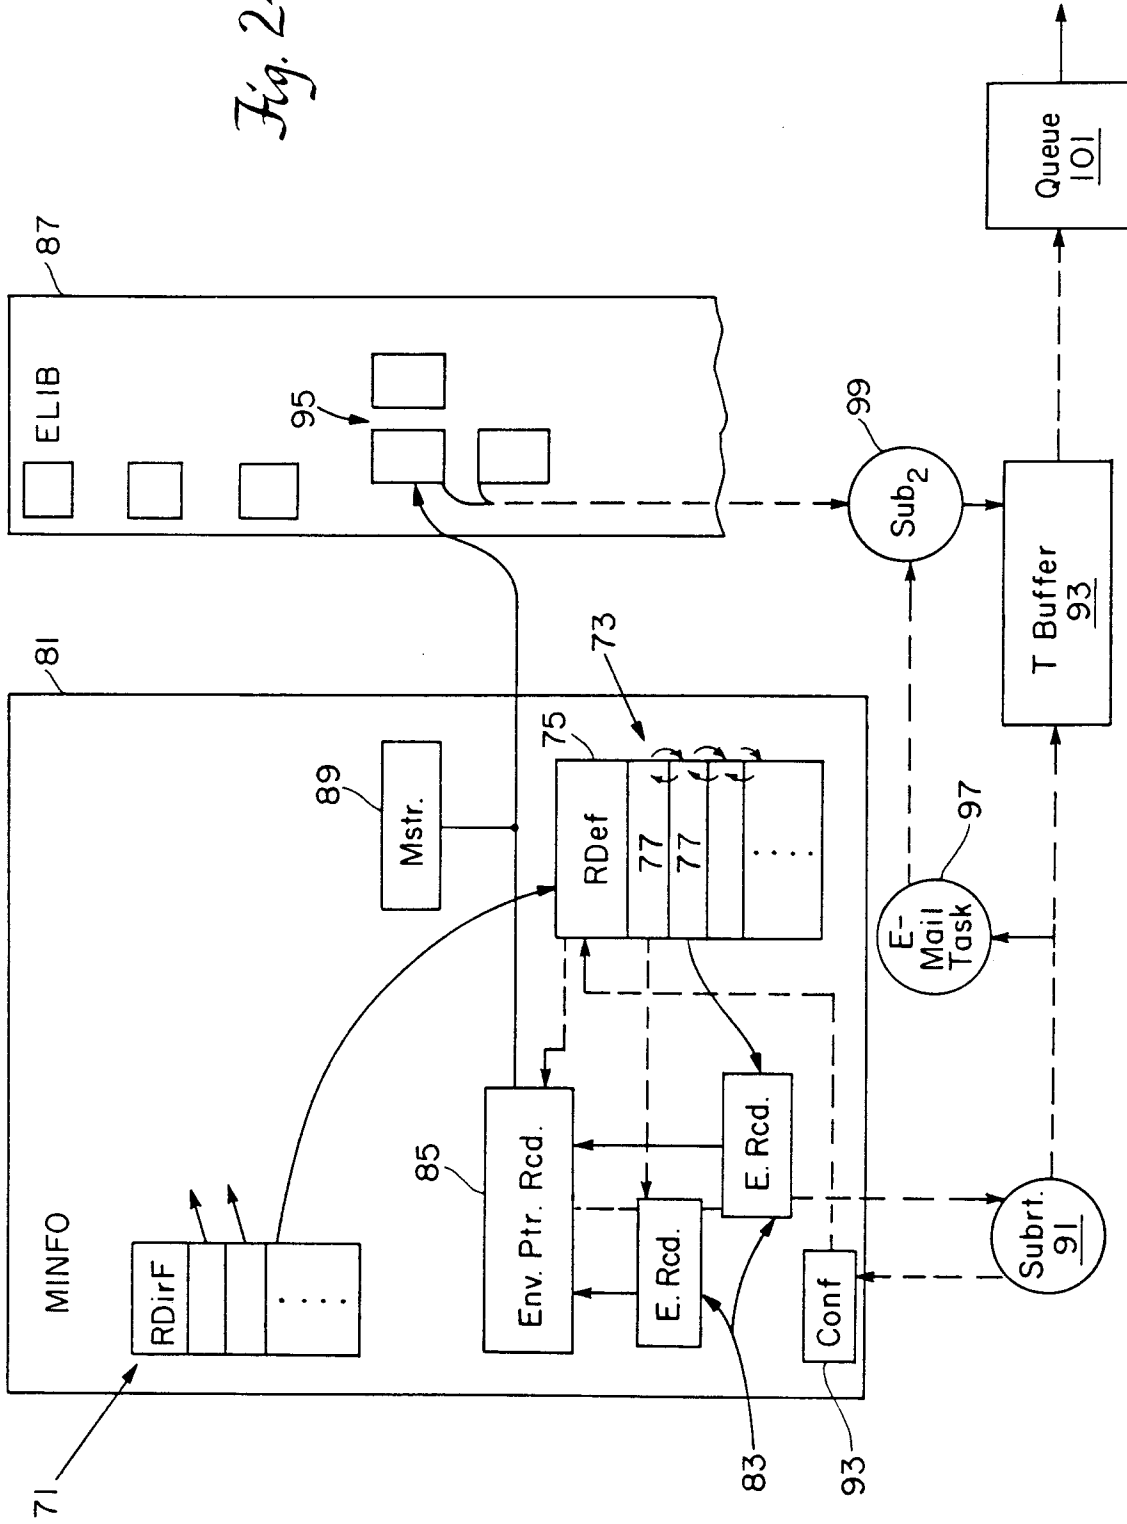 71
MINFO
81
87
ELIB
Fig. 2
RDirF
. . . .
89
Mstr.
95
85
Env. Ptr. Rcd.
75
73
RDef
77
77
. . . .
E. Rcd.
E. Rcd.
83
Conf
93
E-
Mail
Task
97
Sub2
99
Subrt.
91
T Buffer
93
Queue
101